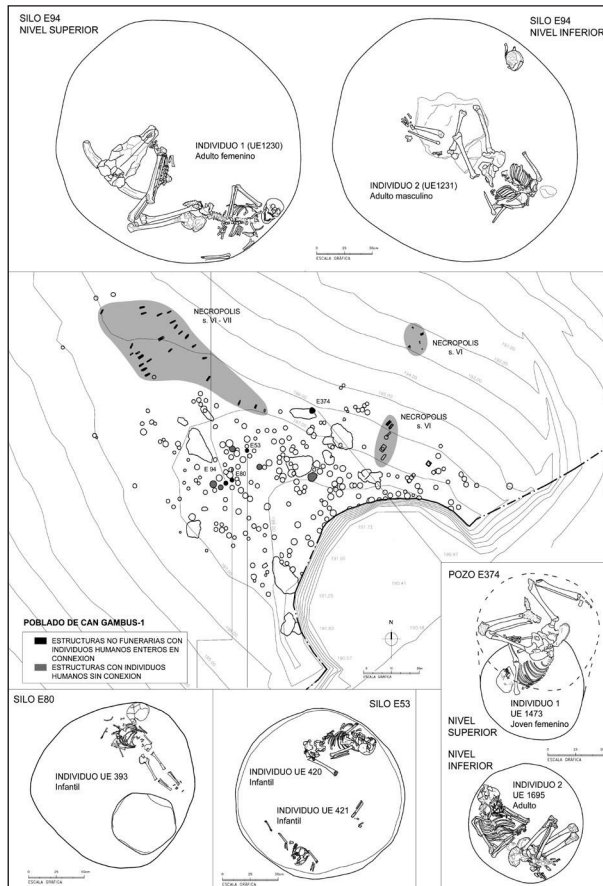 SILO E94
NIVEL SUPERIOR
INDIVIDUO 1 (UE1230)
Adulto femenino
SILO E94
NIVEL INFERIOR
INDIVIDUO 2 (UE1231)
Adulto masculino
ESCALA GRÁFICA
NECROPOLIS
s. VI - VII
NECROPOLIS
s. VI
NECROPOLIS
s. VI
E374
E53
E 94
E80
N
ESCALA GRÁFICA
POBLADO DE CAN GAMBUS-1
ESTRUCTURAS NO FUNERARIAS CON
INDIVIDUOS HUMANOS ENTEROS EN
CONNEXION
ESTRUCTURAS CON INDIVIDUOS
HUMANOS SIN CONEXION
POZO E374
INDIVIDUO 1
UE 1473
Joven femenino
NIVEL
SUPERIOR
NIVEL
INFERIOR
INDIVIDUO 2
UE 1695
Adulto
SILO E80
INDIVIDUO UE 393
Infantil
ESCALA GRÁFICA
SILO E53
INDIVIDUO UE 420
Infantil
INDIVIDUO UE 421
Infantil
ESCALA GRÁFICA